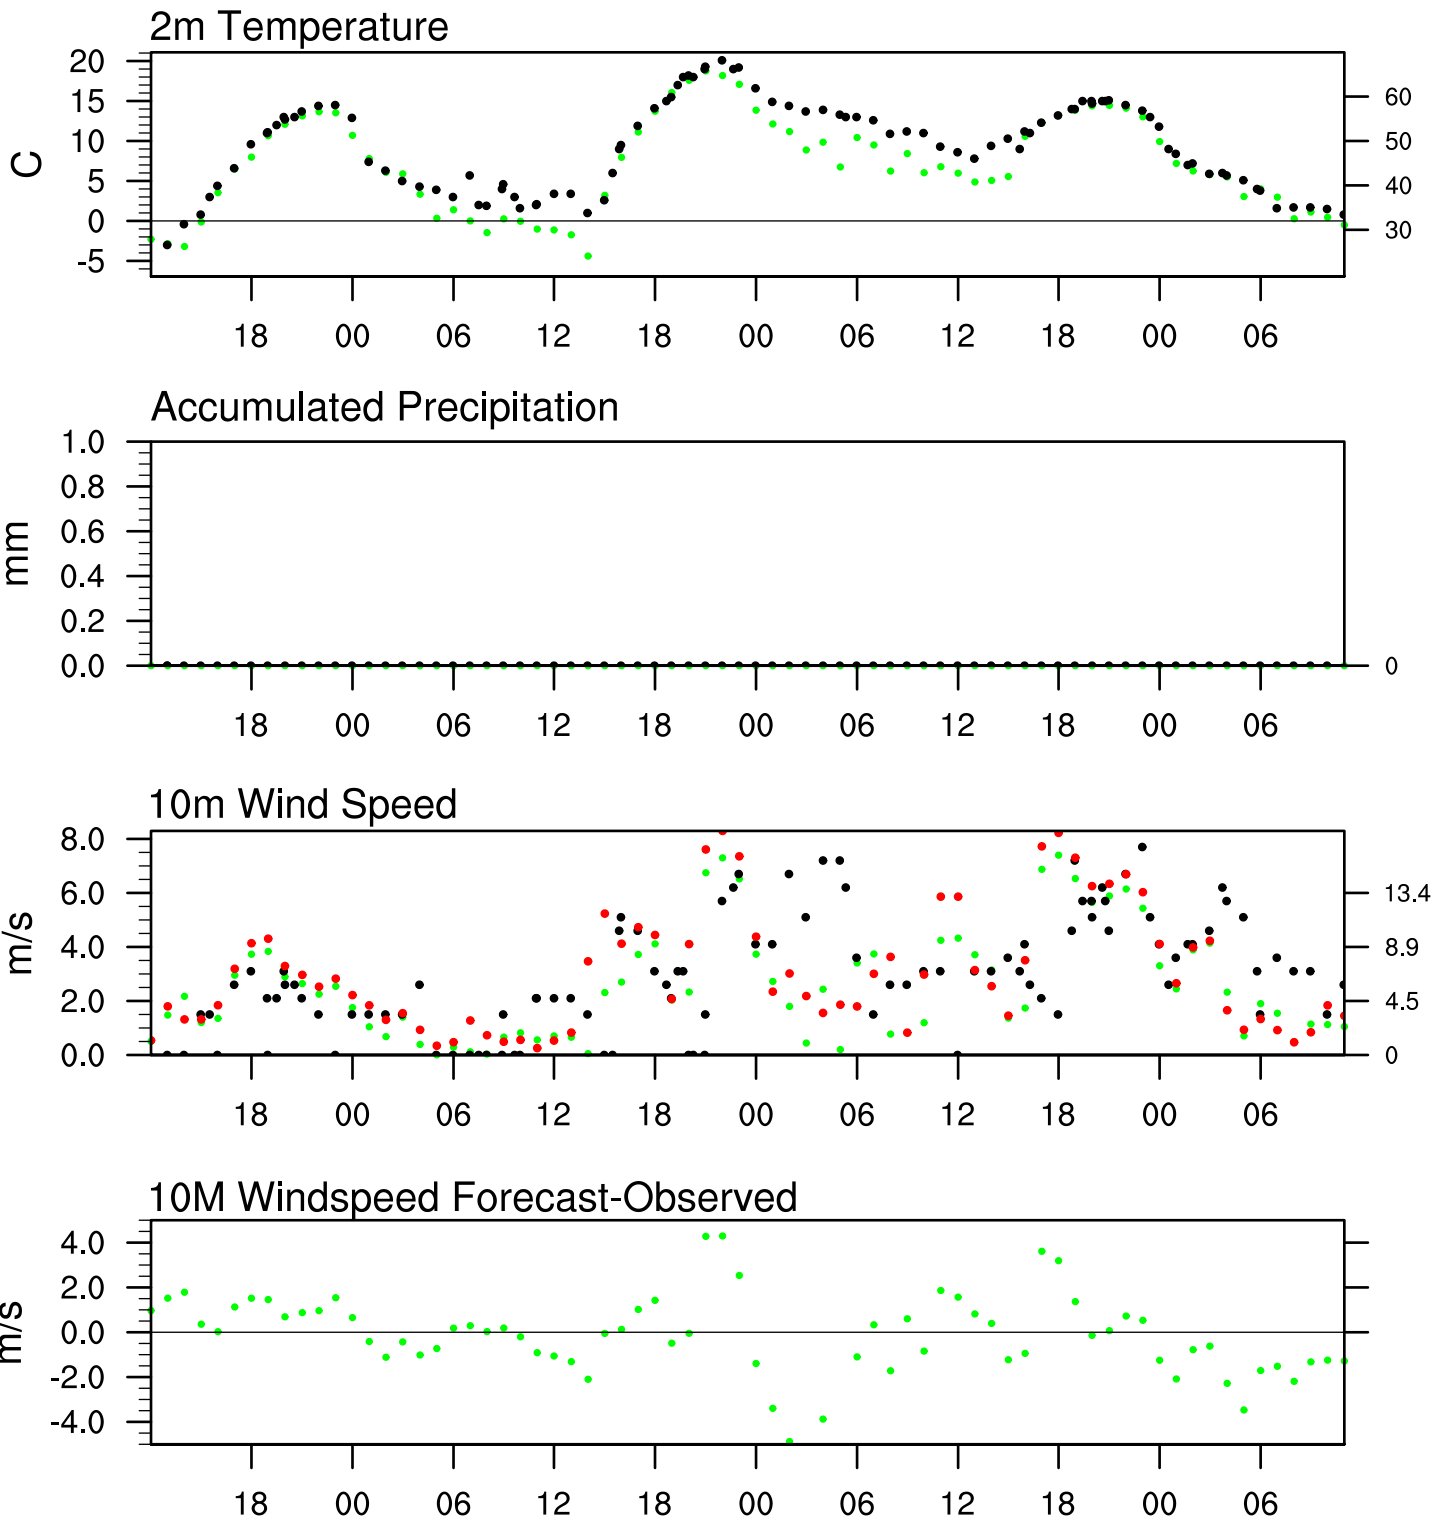 2m Temperature
20
15
10
5
0
-5
C
60
50
40
30
18 00 06 12 18 00 06 12 18 00 06
Accumulated Precipitation
1.0
0.8
0.6
0.4
0.2
0.0
mm
0
18 00 06 12 18 00 06 12 18 00 06
10m Wind Speed
8.0
6.0
4.0
2.0
0.0
m/s
13.4
8.9
4.5
0
18 00 06 12 18 00 06 12 18 00 06
10M Windspeed Forecast-Observed
4.0
2.0
0.0
-2.0
-4.0
m/s
18 00 06 12 18 00 06 12 18 00 06